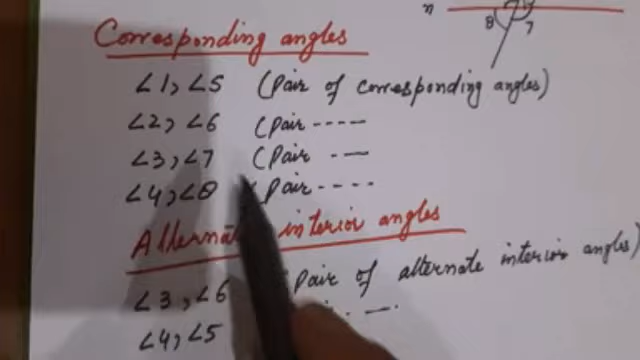 n
8 7
Corresponding angles
∠1, ∠5 (Pair of corresponding angles)
∠2, ∠6 (Pair -----
∠3, ∠7 (Pair ---
∠4, ∠8 (Pair ----
Alternate interior angles
∠3, ∠6 Pair of alternate interior angles)
∠4, ∠5